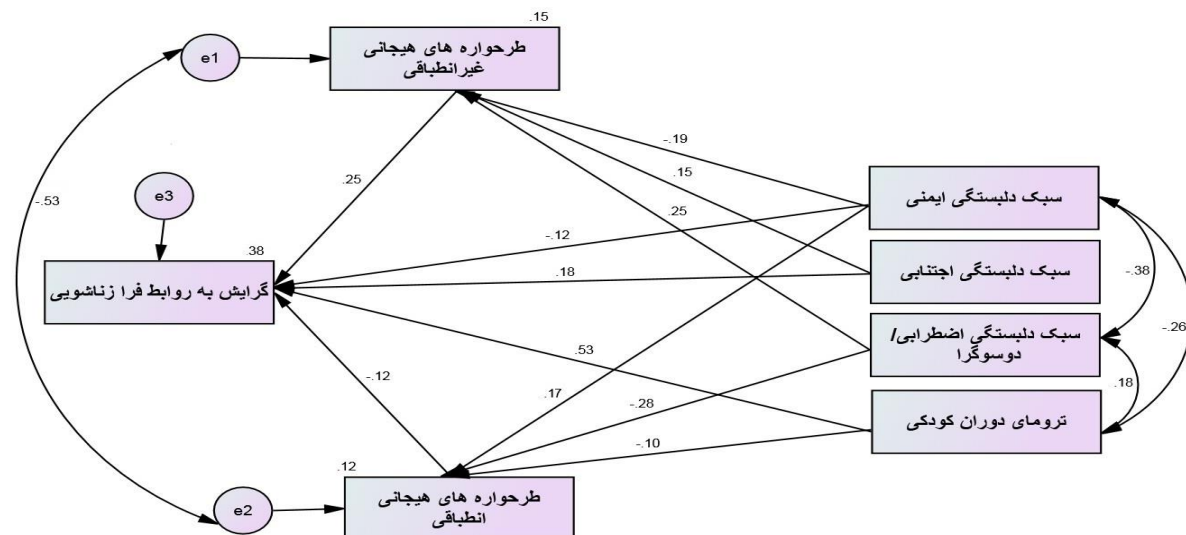 .15
طرحواره های هیجانی
غیرانطباقی
e1
-.19
.15
سبک دلبستگی ایمنی
.25
.25
-.53
e3
-.12
.38
سبک دلبستگی اجتنابی
-.38
گرایش به روابط فرا زناشویی
.18
-.26
سبک دلبستگی اضطرابی/
دوسوگرا
.53
.18
-.12
.17
-.28
ترومای دوران کودکی
-.10
.12
طرحواره های هیجانی
انطباقی
e2